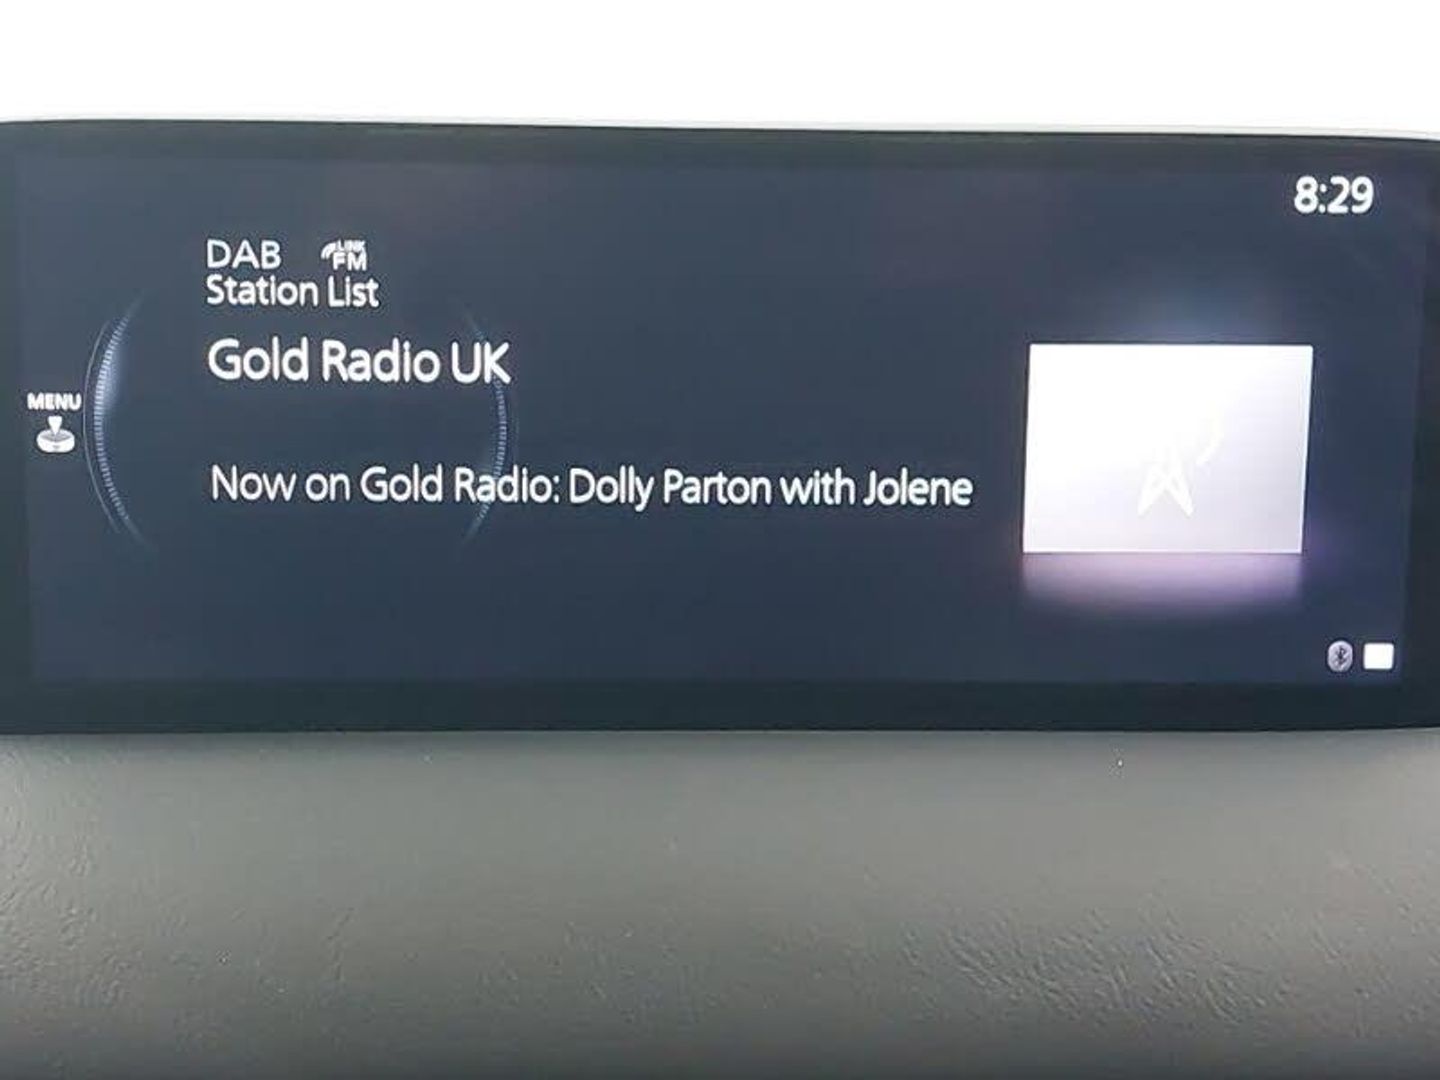 8:29
DAB LINK FM
Station List
Gold Radio UK
MENU
Now on Gold Radio: Dolly Parton with Jolene